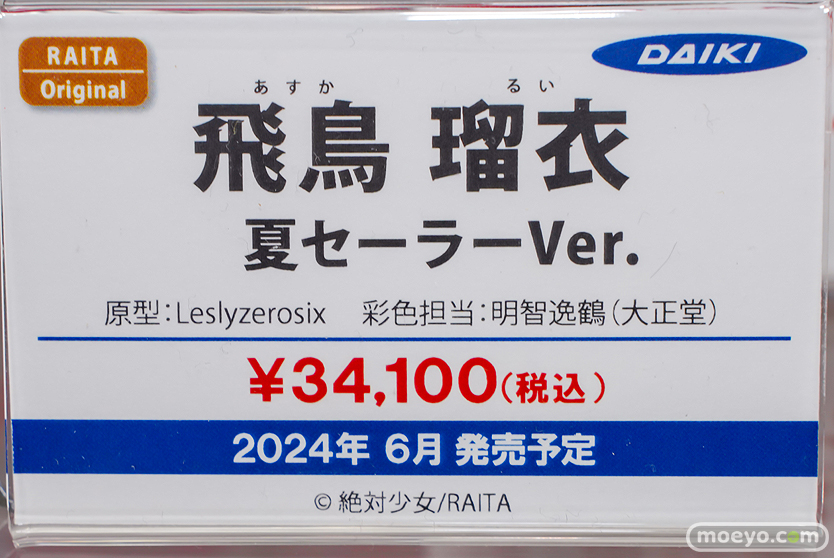 RAITA
Original
DAIKI
あすか るい
飛鳥 瑠衣
夏セーラーVer.
原型:Leslyzerosix 彩色担当:明智逸鶴(大正堂)
¥34,100(税込)
2024年 6月 発売予定
© 絶対少女/RAITA
moeyo.com